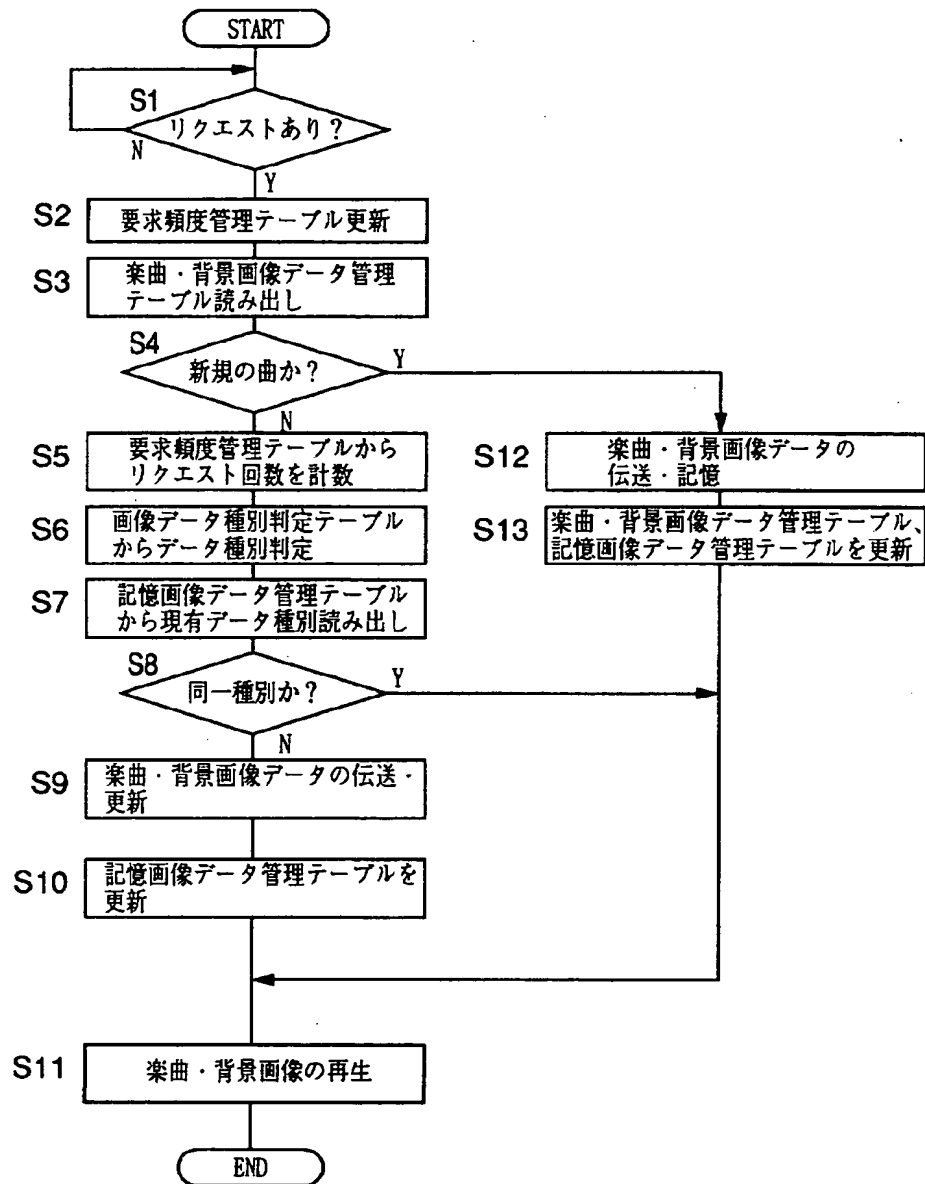 START
S1
リクエストあり？
N
Y
S2
要求頻度管理テーブル更新
S3
楽曲・背景画像データ管理
テーブル読み出し
S4
新規の曲か？
Y
N
S5
要求頻度管理テーブルから
リクエスト回数を計数
S12
楽曲・背景画像データの
伝送・記憶
S6
画像データ種別判定テーブル
からデータ種別判定
S13
楽曲・背景画像データ管理テーブル、
記憶画像データ管理テーブルを更新
S7
記憶画像データ管理テーブル
から現有データ種別読み出し
S8
同一種別か？
Y
N
S9
楽曲・背景画像データの伝送・
更新
S10
記憶画像データ管理テーブルを
更新
S11
楽曲・背景画像の再生
END